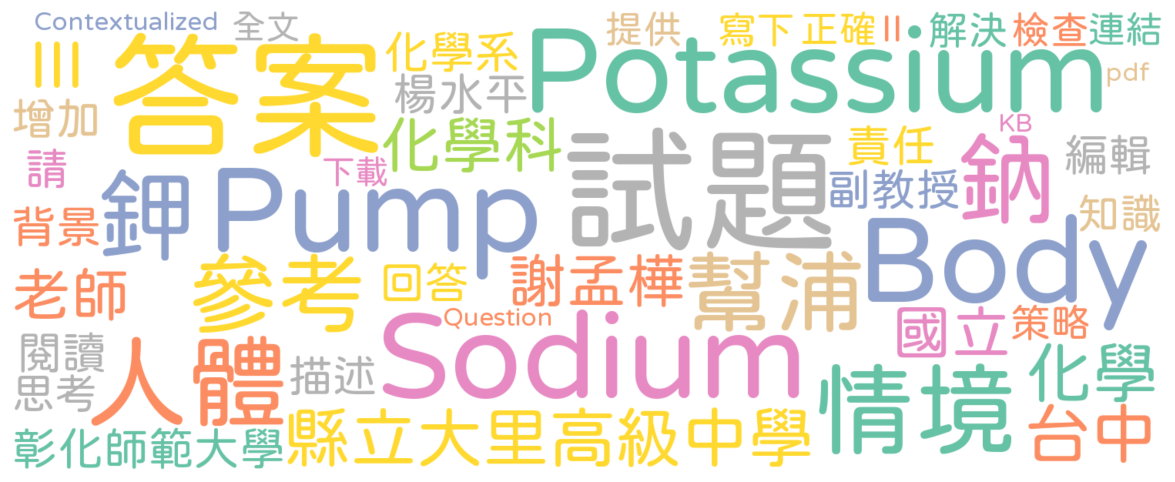 Contextualized 全文 提供 寫下 正確 II 解決 檢查 連結
III 答案 化學系 楊水平 Potassium pdf
增加 化學科 試題 責任 KB 鈉 編輯
請 下載 副教授
背景 鉀 Pump Body 知識
老師 參考 回答 謝孟樺 幫浦
閱讀 Question 國立 策略
思考 人體 描述 Sodium 情境 化學
彰化師範大學 縣立大里高級中學 台中